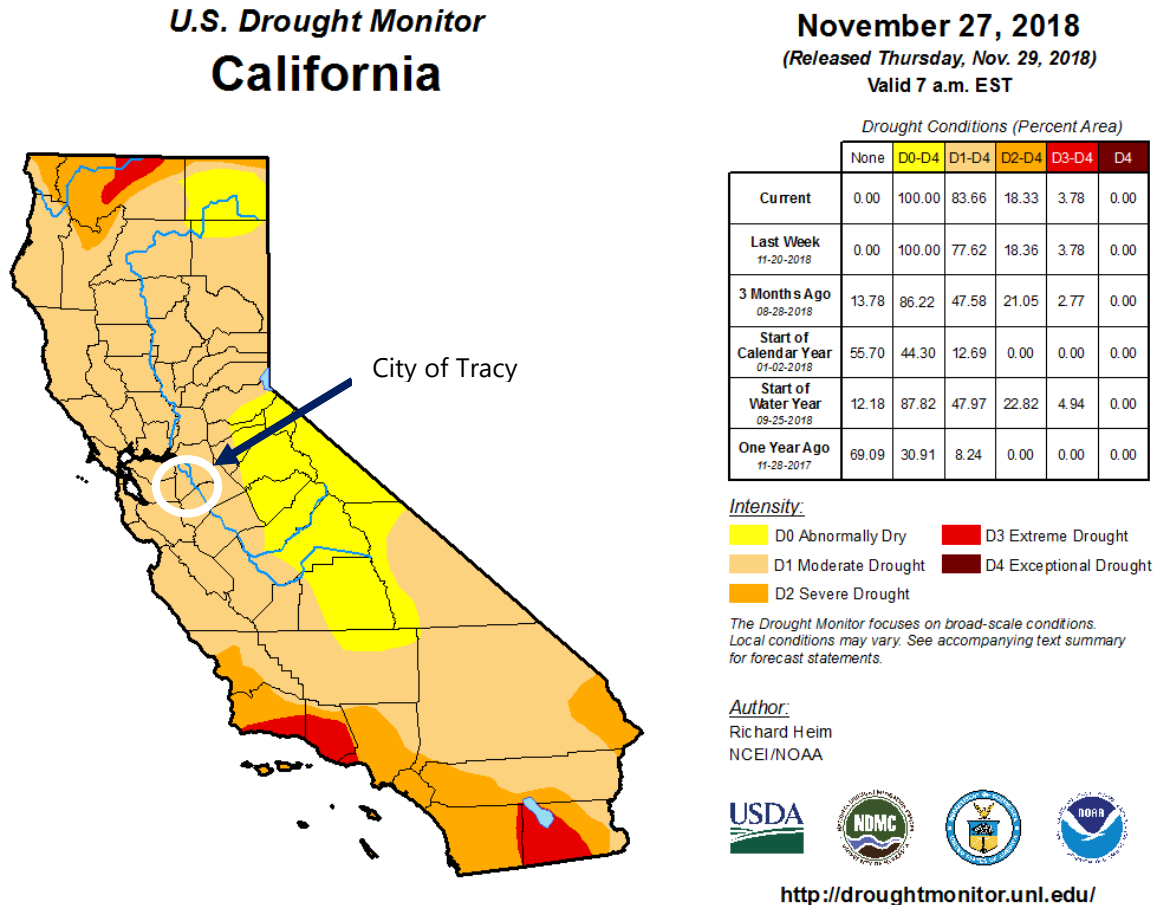 U.S. Drought Monitor
California
November 27, 2018
(Released Thursday, Nov. 29, 2018)
Valid 7 a.m. EST
City of Tracy
Drought Conditions (Percent Area)
None D0-D4 D1-D4 D2-D4 D3-D4 D4
Current 0.00 100.00 83.66 18.33 3.78 0.00
Last Week
11-20-2018 0.00 100.00 77.62 18.36 3.78 0.00
3 Months Ago
08-28-2018 13.78 86.22 47.58 21.05 2.77 0.00
Start of
Calendar Year
01-02-2018 55.70 44.30 12.69 0.00 0.00 0.00
Start of
Water Year
09-25-2018 12.18 87.82 47.97 22.82 4.94 0.00
One Year Ago
11-28-2017 69.09 30.91 8.24 0.00 0.00 0.00
Intensity:
D0 Abnormally Dry
D1 Moderate Drought
D2 Severe Drought
D3 Extreme Drought
D4 Exceptional Drought
The Drought Monitor focuses on broad-scale conditions.
Local conditions may vary. See accompanying text summary
for forecast statements.
Author:
Richard Heim
NCEI/NOAA
USDA
NDMC
NOAA
http://droughtmonitor.unl.edu/